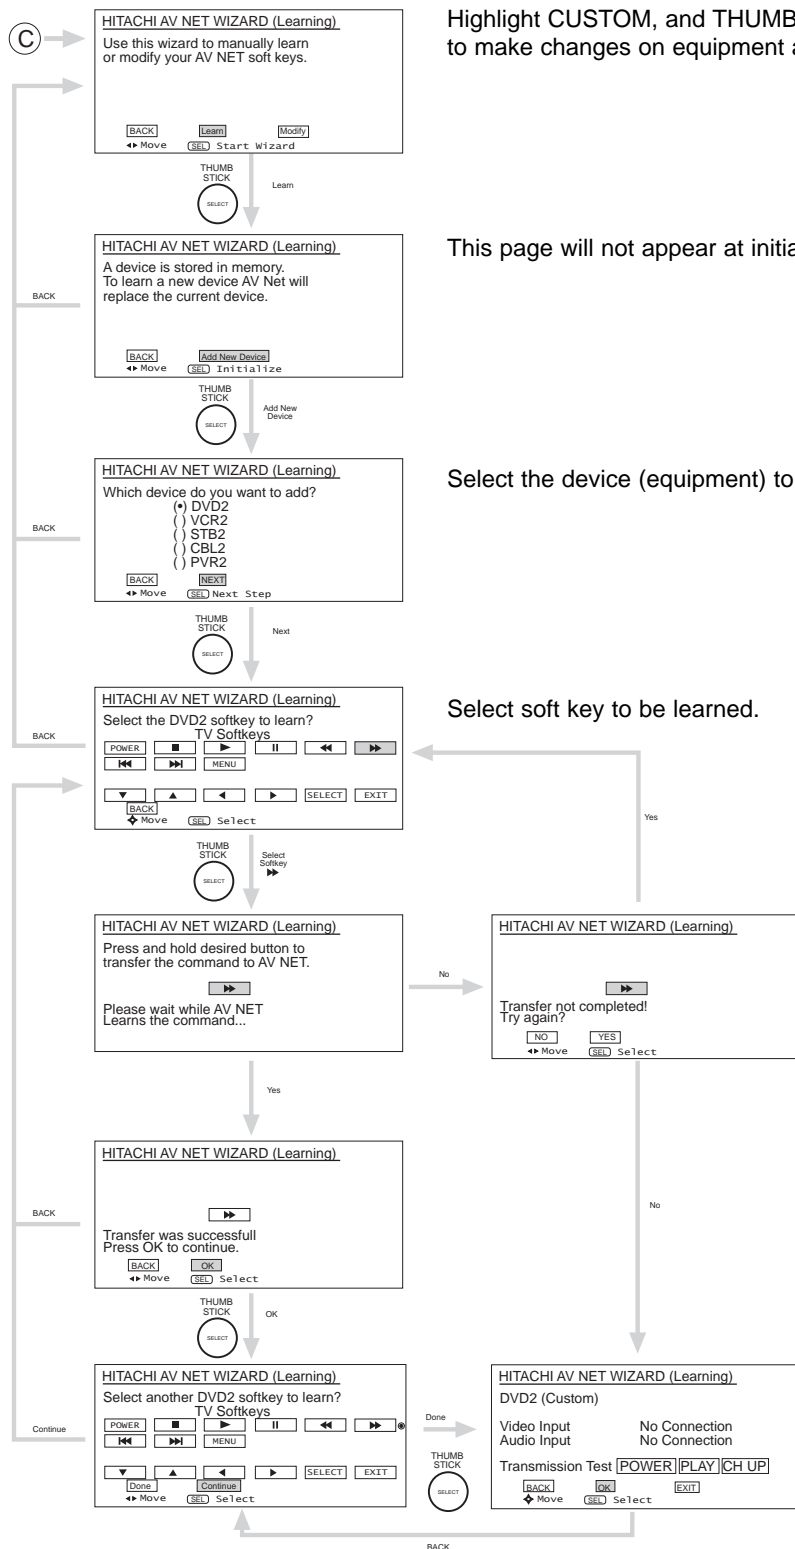 Highlight CUSTOM, and THUMB
to make changes on equipment a
C
HITACHI AV NET WIZARD (Learning)
Use this wizard to manually learn
or modify your AV NET soft keys.
BACK Learn Modify
Move SEL Start Wizard
THUMB
STICK
SELECT
Learn
HITACHI AV NET WIZARD (Learning)
A device is stored in memory.
To learn a new device AV Net will
replace the current device.
BACK Add New Device
Move SEL Initialize
This page will not appear at initia
BACK
THUMB
STICK
SELECT
Add New
Device
HITACHI AV NET WIZARD (Learning)
Which device do you want to add?
(•) DVD2
( ) VCR2
( ) STB2
( ) CBL2
( ) PVR2
BACK NEXT
Move SEL Next Step
Select the device (equipment) to
BACK
THUMB
STICK
SELECT
Next
HITACHI AV NET WIZARD (Learning)
Select the DVD2 softkey to learn?
TV Softkeys
POWER
MENU
SELECT EXIT
BACK
Move SEL Select
Select soft key to be learned.
BACK
THUMB
STICK
SELECT
Select
Softkey
Yes
HITACHI AV NET WIZARD (Learning)
Press and hold desired button to
transfer the command to AV NET.
Please wait while AV NET
Learns the command...
No
HITACHI AV NET WIZARD (Learning)
Transfer not completed!
Try again?
NO YES
Move SEL Select
Yes
No
HITACHI AV NET WIZARD (Learning)
Transfer was successfull
Press OK to continue.
BACK OK
Move SEL Select
BACK
THUMB
STICK
SELECT
OK
HITACHI AV NET WIZARD (Learning)
Select another DVD2 softkey to learn?
TV Softkeys
POWER
MENU
SELECT EXIT
Done Continue
Move SEL Select
Continue
Done
THUMB
STICK
SELECT
HITACHI AV NET WIZARD (Learning)
DVD2 (Custom)
Video Input No Connection
Audio Input No Connection
Transmission Test POWER PLAY CH UP
BACK OK EXIT
Move SEL Select
BACK